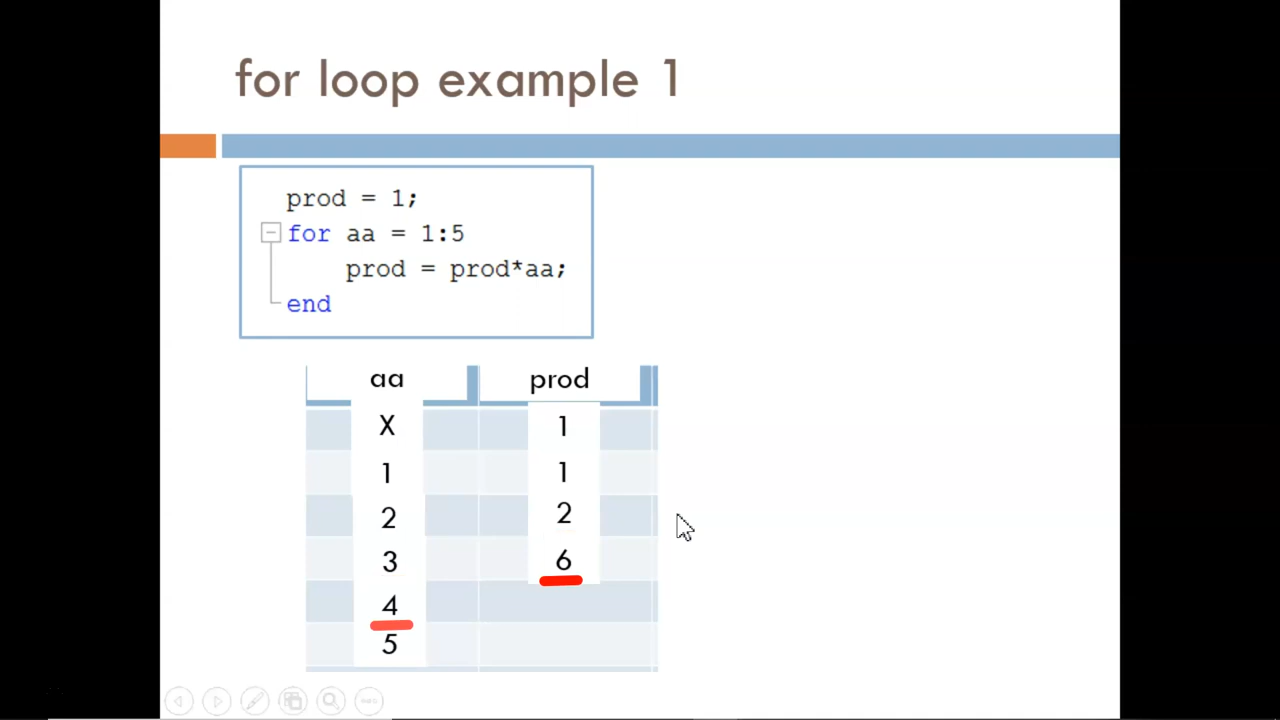 for loop example 1
prod = 1;
for aa = 1:5
prod = prod*aa;
end
aa prod
X 1
1 1
2 2
3 6
4
5